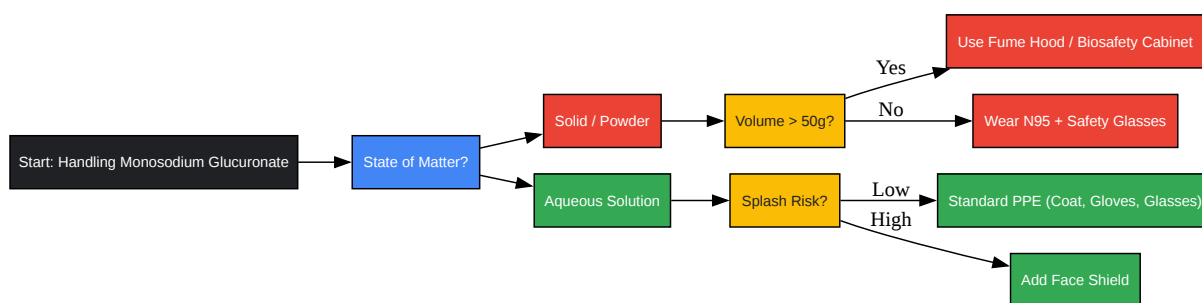 Start: Handling Monosodium Glucuronate
State of Matter?
Solid / Powder
Volume > 50g?
Yes
Use Fume Hood / Biosafety Cabinet
No
Wear N95 + Safety Glasses
Aqueous Solution
Splash Risk?
Low
Standard PPE (Coat, Gloves, Glasses)
High
Add Face Shield